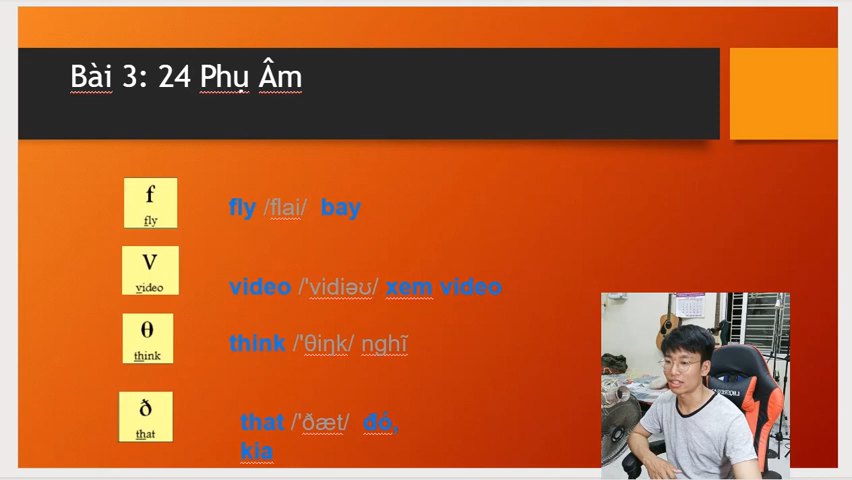 Bài 3: 24 Phụ Âm
f
fly
fly /flai/ bay
v
video
video /'vidiəʊ/ xem video
θ
think
think /'θiηk/ nghĩ
ð
that
that /'ðæt/ đó,
kia